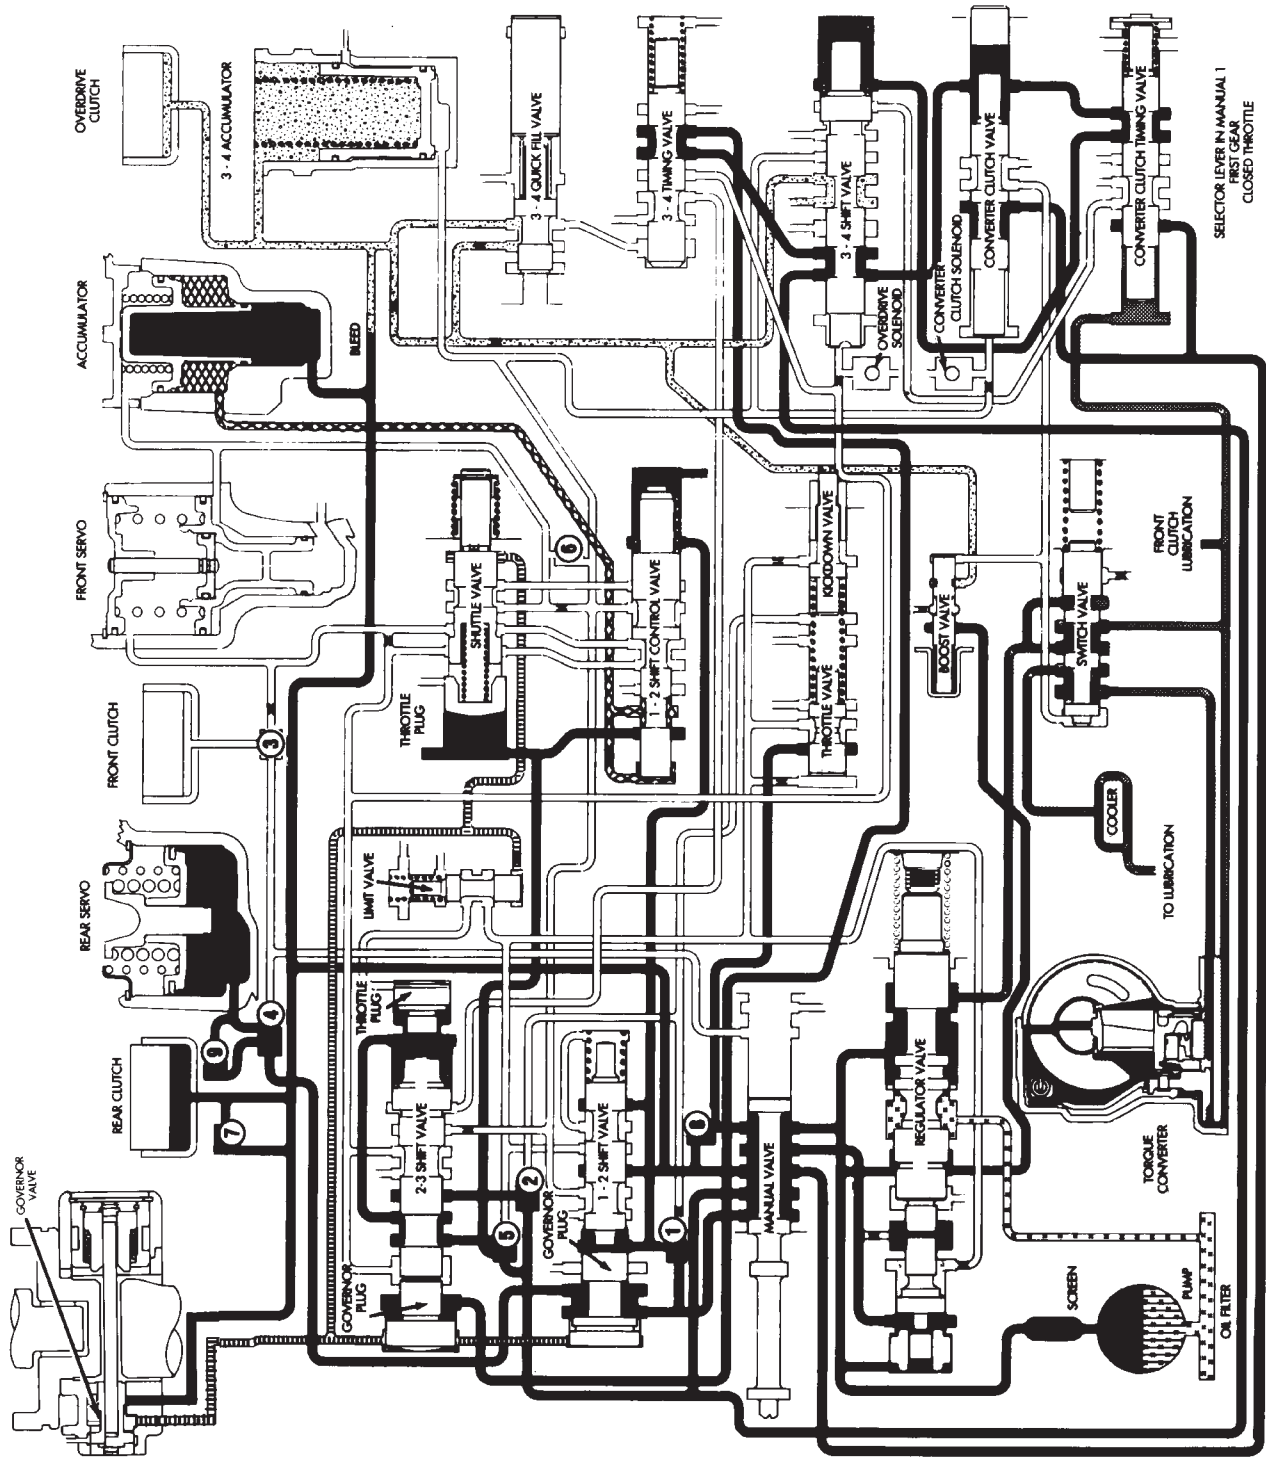 OVERDRIVE
CLUTCH
3 - 4 ACCUMULATOR
3 - 4 QUICK FILL VALVE
3 - 4 TIMING VALVE
3 - 4 SHIFT VALVE
CONVERTER CLUTCH VALVE
CONVERTER CLUTCH TIMING VALVE
SELECTOR LEVER IN MANUAL 1
FIRST GEAR
CLOSED THROTTLE
ACCUMULATOR
BLEED
OVERDRIVE
SOLENOID
CONVERTER
CLUTCH SOLENOID
FRONT SERVO
SHUTTLE VALVE
6
1 - 2 SHIFT CONTROL VALVE
KICKDOWN VALVE
THROTTLE VALVE
BOOST VALVE
SWITCH VALVE
FRONT
CLUTCH
LUBRICATION
FRONT CLUTCH
3
THROTTLE
PLUG
COOLER
TO LUBRICATION
REAR SERVO
LIMIT VALVE
9
4
THROTTLE
PLUG
REAR CLUTCH
7
2-3 SHIFT VALVE
1 - 2 SHIFT VALVE
8
MANUAL VALVE
REGULATOR VALVE
TORQUE
CONVERTER
2
5
1
GOVERNOR
VALVE
GOVERNOR
PLUG
GOVERNOR
PLUG
SCREEN
PUMP
OIL FILTER